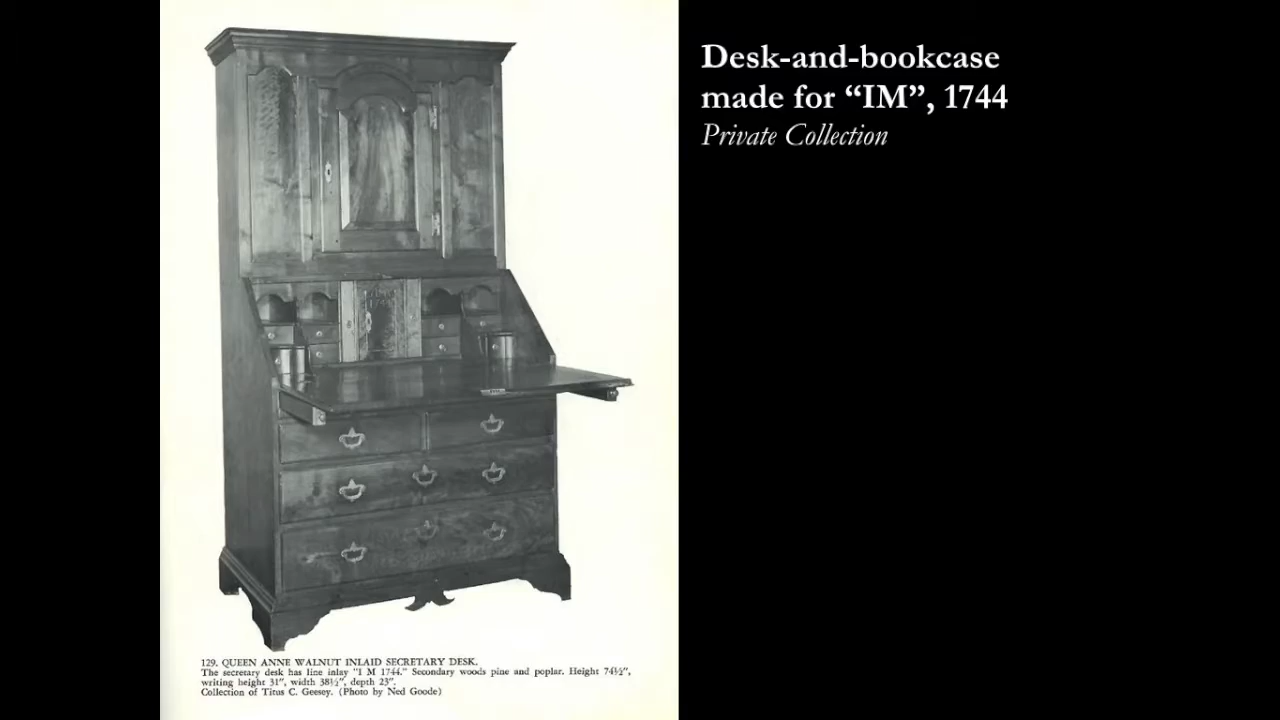 Desk-and-bookcase
made for “IM”, 1744
Private Collection
1744
129. QUEEN ANNE WALNUT INLAID SECRETARY DESK.
The secretary desk has line inlay "I M 1744." Secondary woods pine and poplar. Height 74½",
writing height 31", width 38½", depth 23".
Collection of Titus C. Geesey. (Photo by Ned Goode)